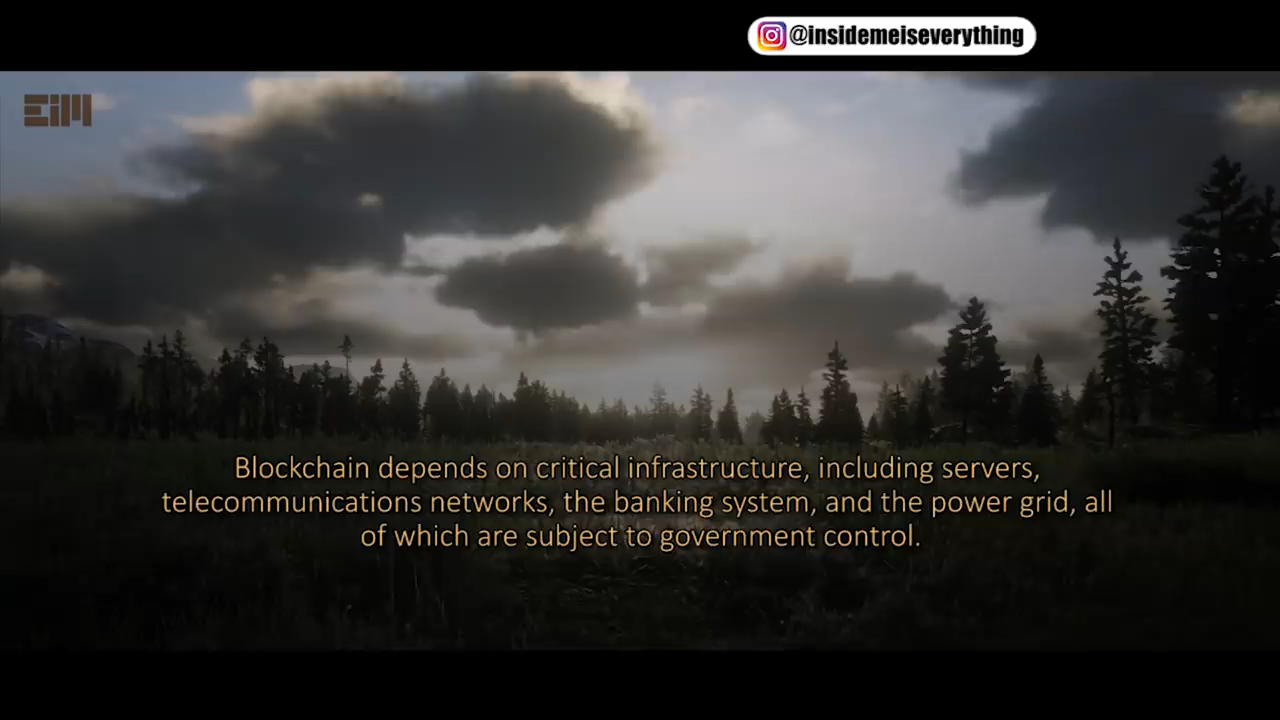 @insidemeiseverything
EiM
Blockchain depends on critical infrastructure, including servers,
telecommunications networks, the banking system, and the power grid, all
of which are subject to government control.